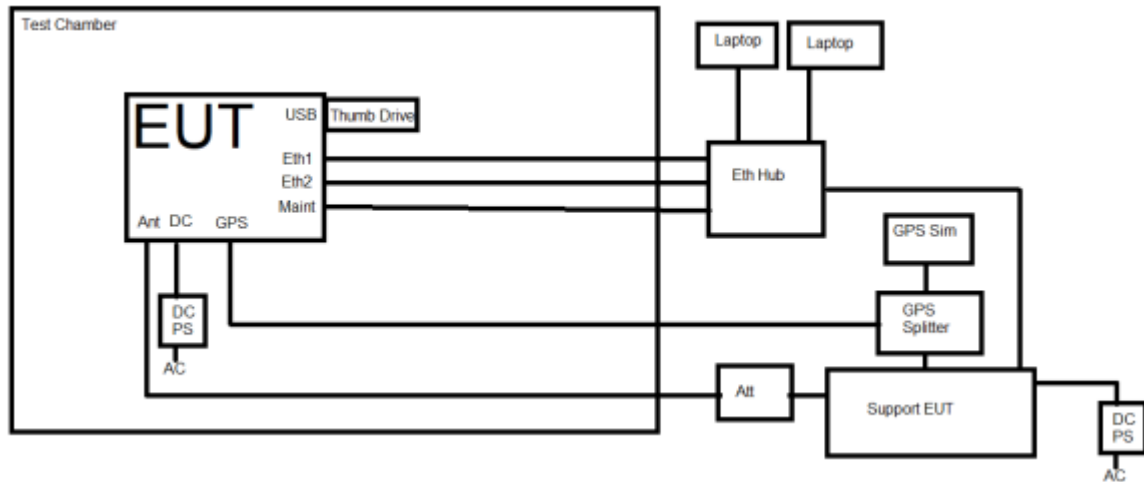 Test Chamber
Laptop
Laptop
EUT
USB
Thumb Drive
Eth1
Eth2
Maint
Eth Hub
Ant
DC
GPS
GPS Sim
GPS
Splitter
DC
PS
AC
Att
Support EUT
DC
PS
AC